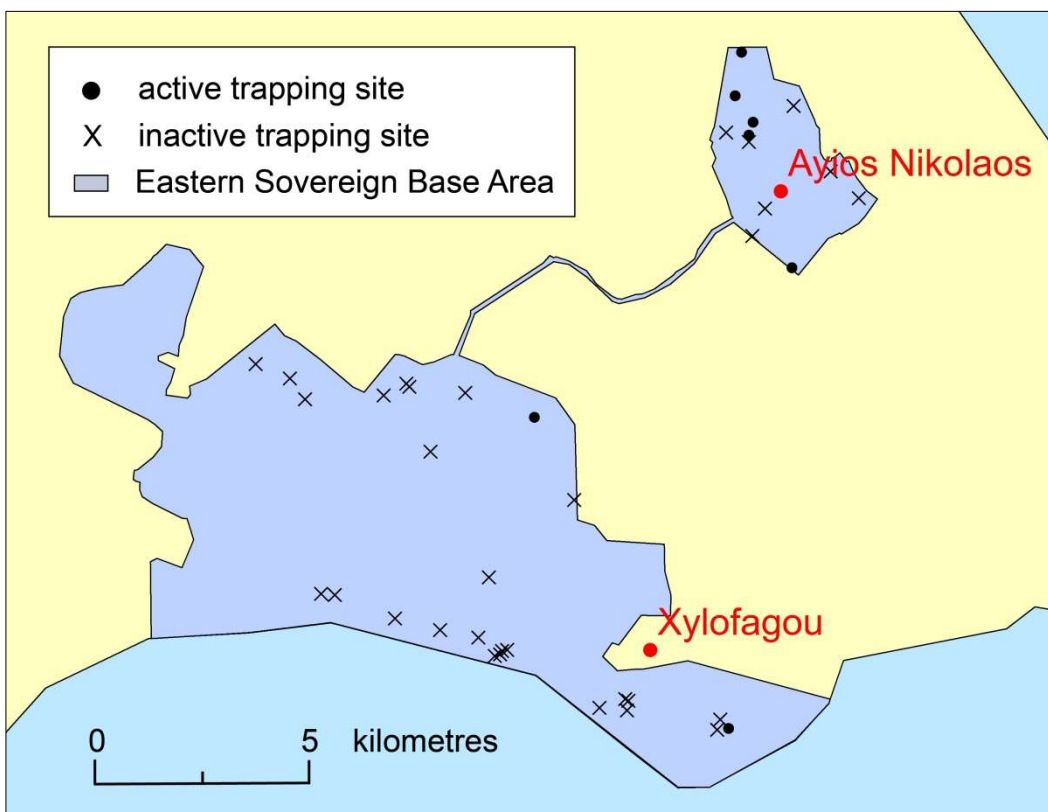 active trapping site
inactive trapping site
Eastern Sovereign Base Area
Ayios Nikolaos
Xylofagou
0 5 kilometres